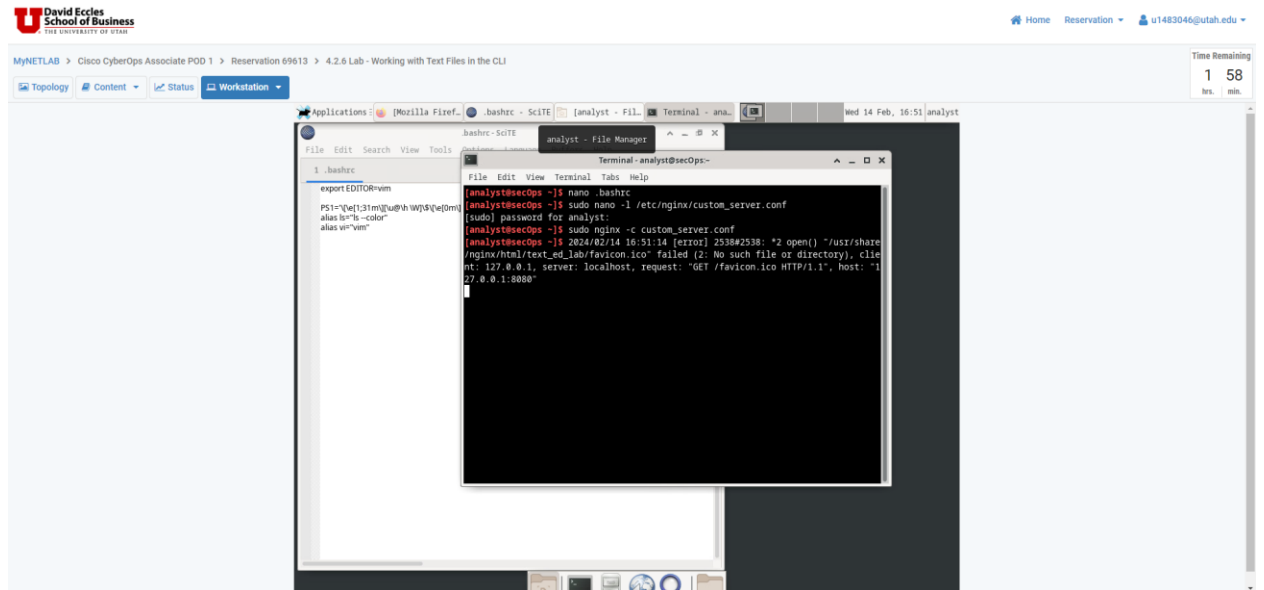 David Eccles
School of Business
THE UNIVERSITY OF UTAH
Home Reservation u1483046@utah.edu
MyNETLAB > Cisco CyberOps Associate POD 1 > Reservation 69613 > 4.2.6 Lab - Working with Text Files in the CLI
Time Remaining
1 58
hrs. min.
Topology Content Status Workstation
Applications [Mozilla Firef… .bashrc - SciTE [analyst - Fil… Terminal - ana… Wed 14 Feb, 16:51 analyst
.bashrc - SciTE
analyst - File Manager
File Edit Search View Tools
1 .bashrc
export EDITOR=vim
PS1="\[\e[1;31m\][\u@\h \W]\$\[\e[0m\]
alias ls="ls --color"
alias vi="vim"
Terminal - analyst@secOps:~
File Edit View Terminal Tabs Help
[analyst@secOps ~]$ nano .bashrc
[analyst@secOps ~]$ sudo nano -l /etc/nginx/custom_server.conf
[sudo] password for analyst:
[analyst@secOps ~]$ sudo nginx -c custom_server.conf
[analyst@secOps ~]$ 2024/02/14 16:51:14 [error] 2538#2538: *2 open() "/usr/share
/nginx/html/text_ed_lab/favicon.ico" failed (2: No such file or directory), clie
nt: 127.0.0.1, server: localhost, request: "GET /favicon.ico HTTP/1.1", host: "1
27.0.0.1:8080"